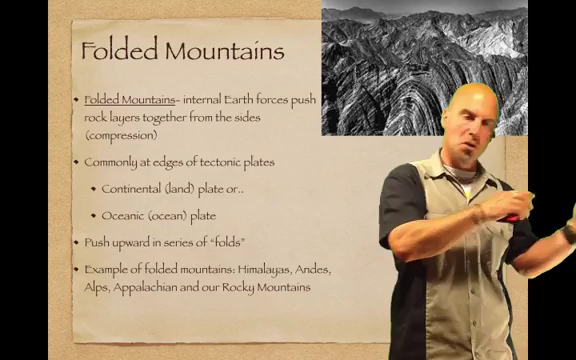 Folded Mountains
• Folded Mountains- internal Earth forces push
rock layers together from the sides
(compression)
• Commonly at edges of tectonic plates
• Continental (land) plate or..
• Oceanic (ocean) plate
• Push upward in series of "folds"
• Example of folded mountains: Himalayas, Andes,
Alps, Appalachian and our Rocky Mountains